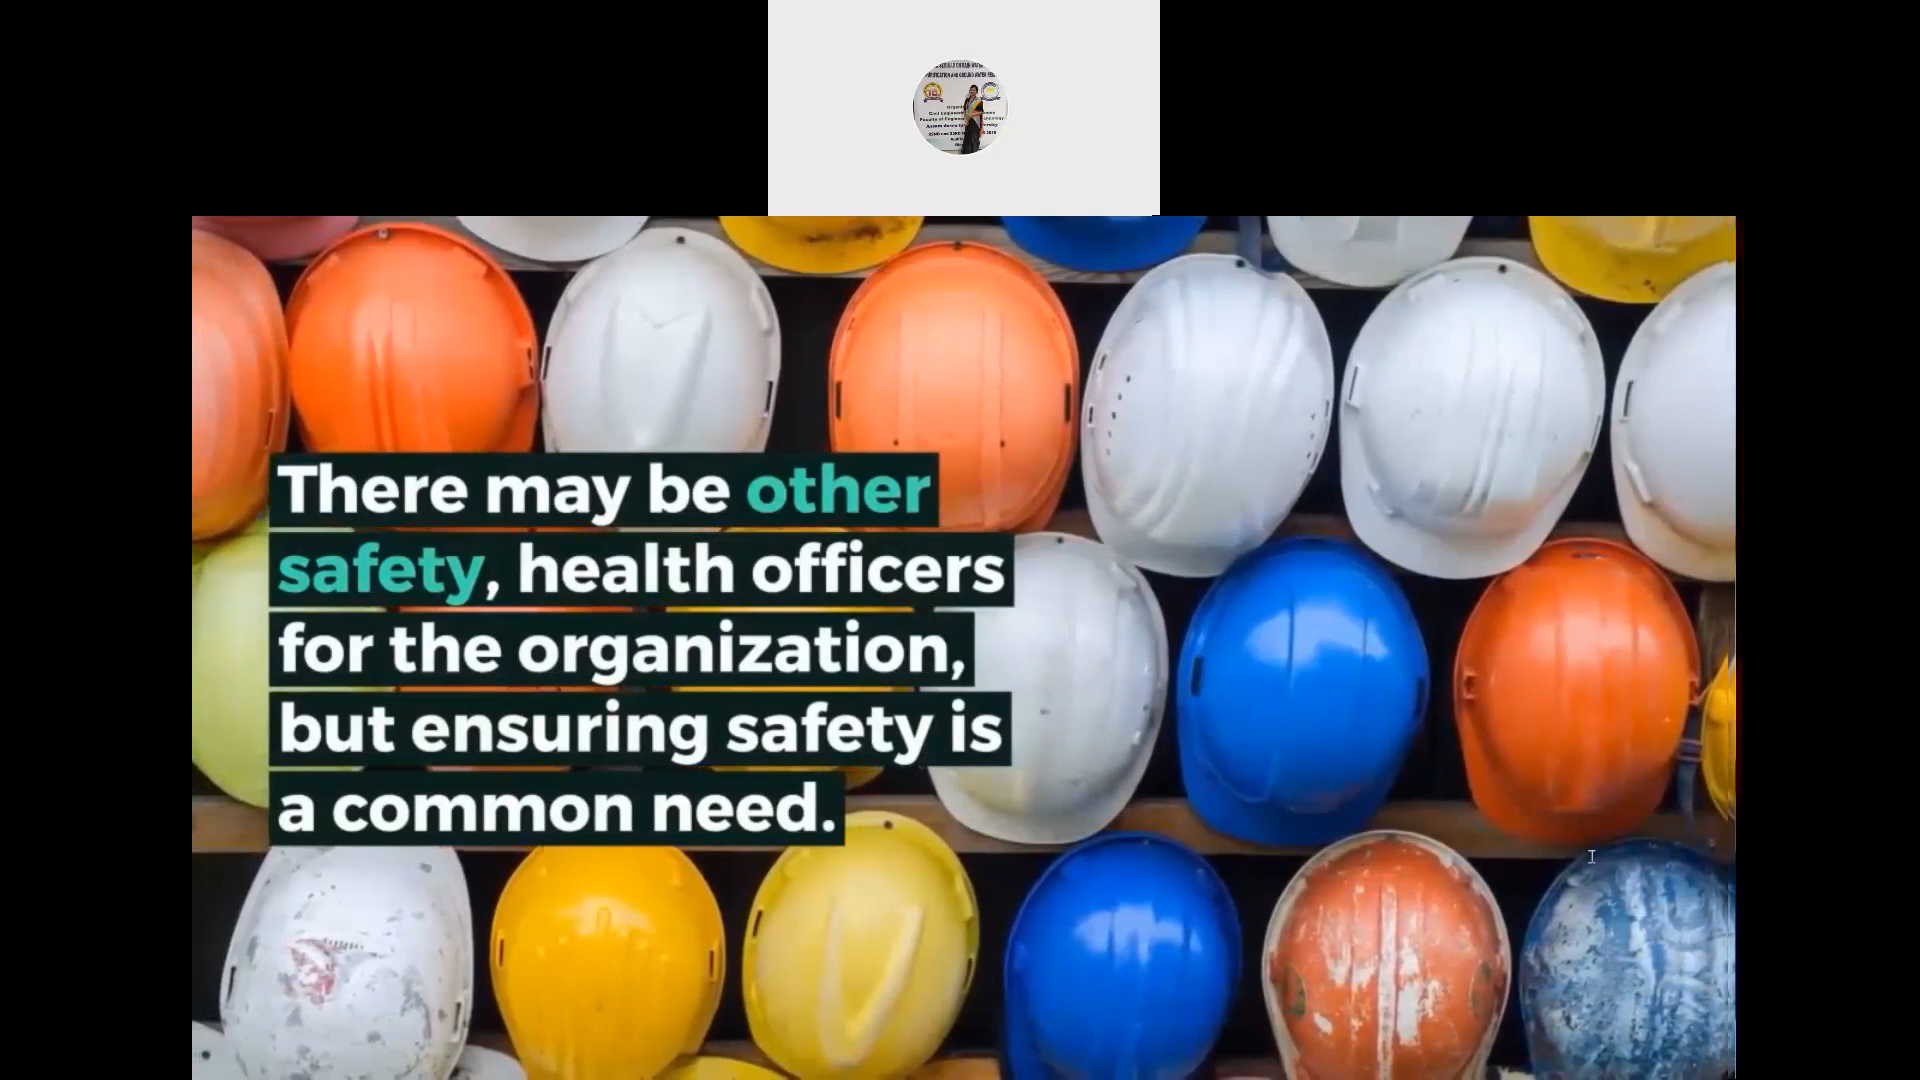 There may be other
safety, health officers
for the organization,
but ensuring safety is
a common need.